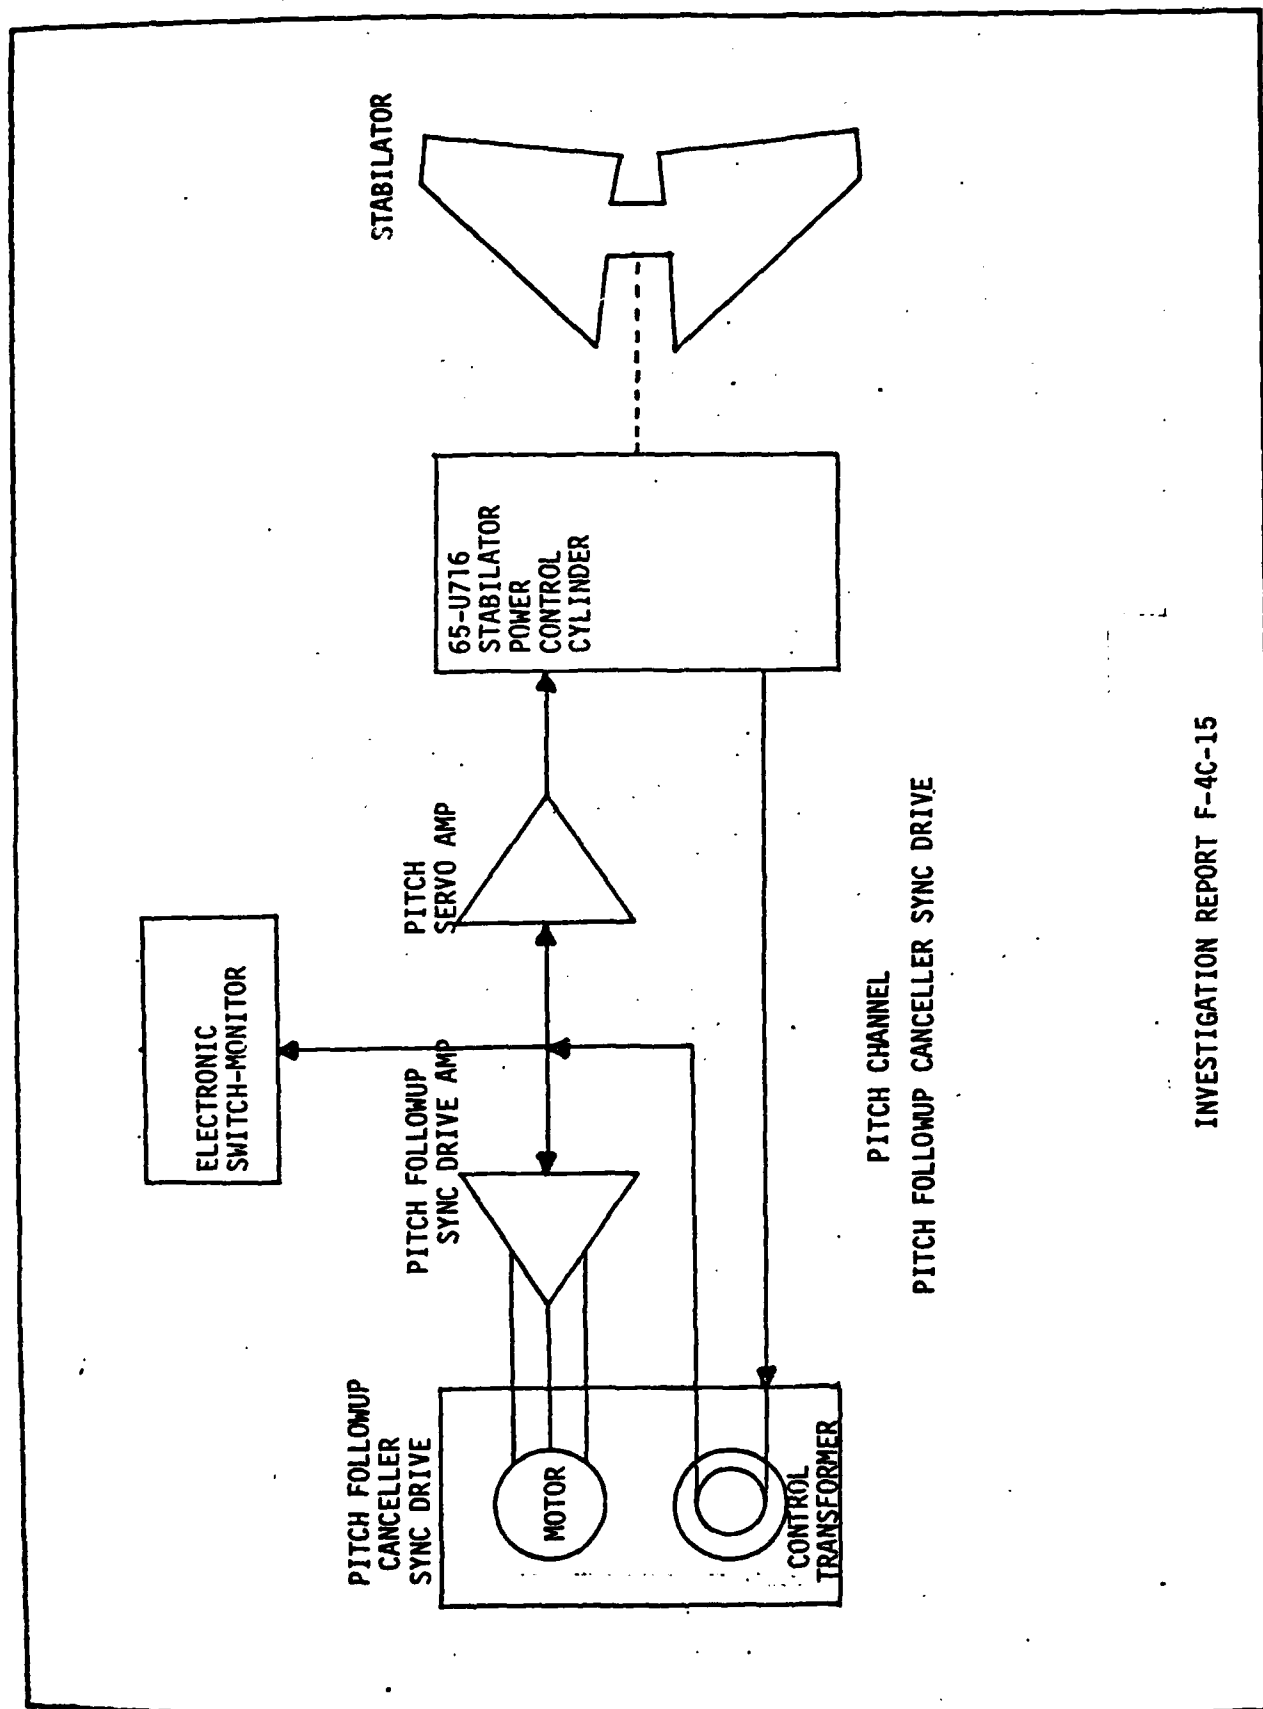 ELECTRONIC
SWITCH-MONITOR
PITCH FOLLOWUP
CANCELLER
SYNC DRIVE
PITCH FOLLOWUP
SYNC DRIVE AMP
PITCH
SERVO AMP
65-U716
STABILATOR
POWER
CONTROL
CYLINDER
STABILATOR
MOTOR
CONTROL
TRANSFORMER
PITCH CHANNEL
PITCH FOLLOWUP CANCELLER SYNC DRIVE
INVESTIGATION REPORT F-4C-15